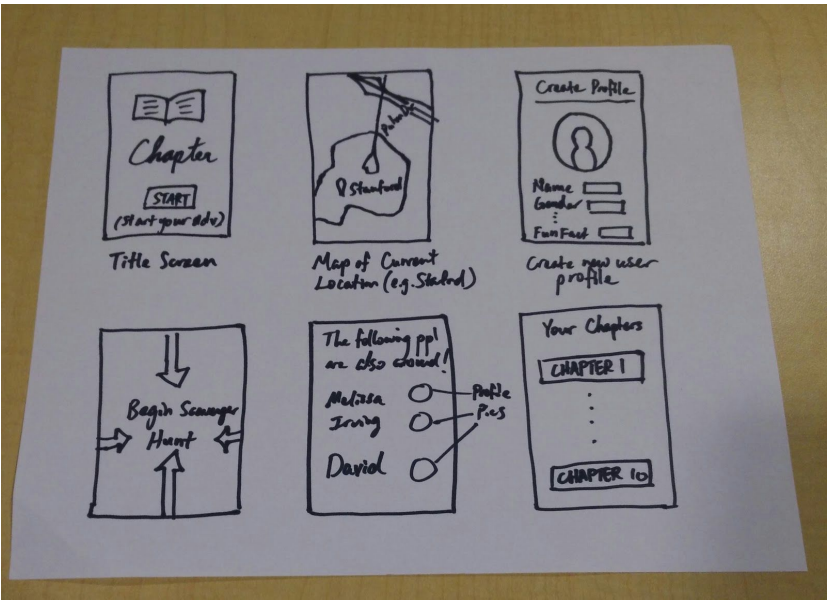 Chapter
START
(Start your Adv)
Title Screen
Palm Dr
Stanford
Map of Current
Location (e.g. Stanford)
Create Profile
Name
Gender
Fun Fact
Create new user
profile
Begin Scavenger
Hunt
The following ppl
are also around!
Melissa
Irving
David
Profile
Pics
Your Chapters
CHAPTER 1
CHAPTER 10